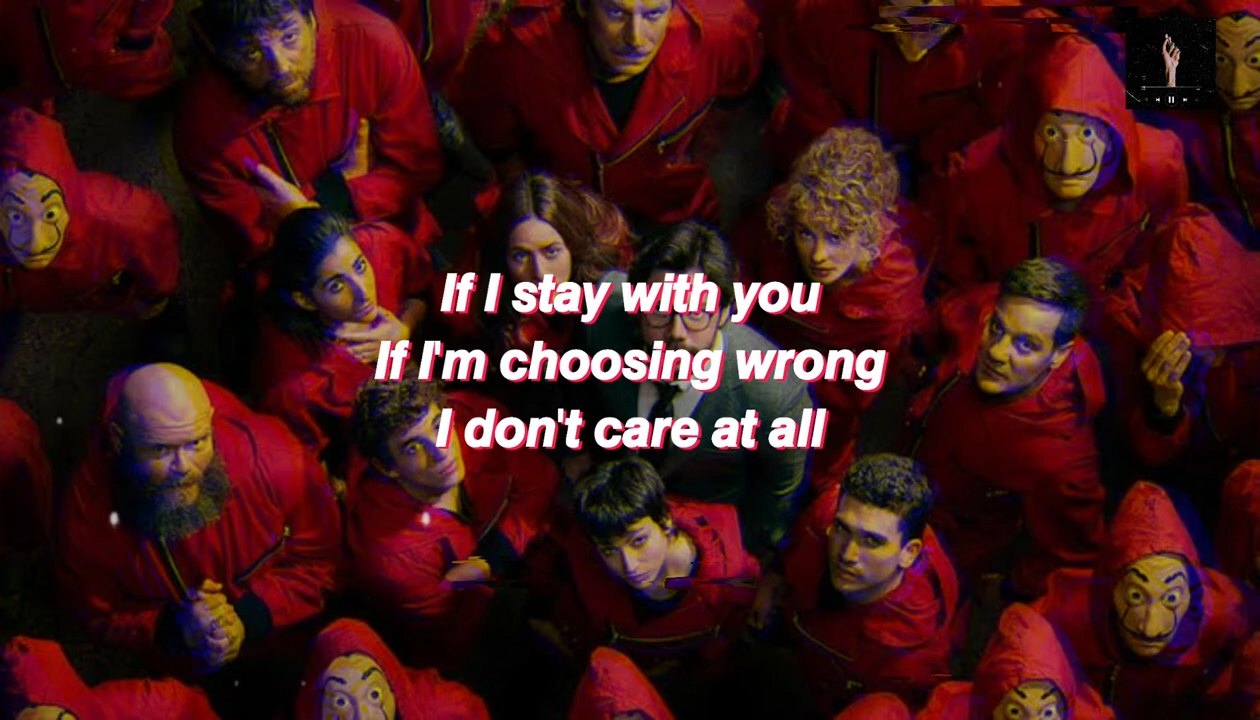 If I stay with you
If I'm choosing wrong
I don't care at all